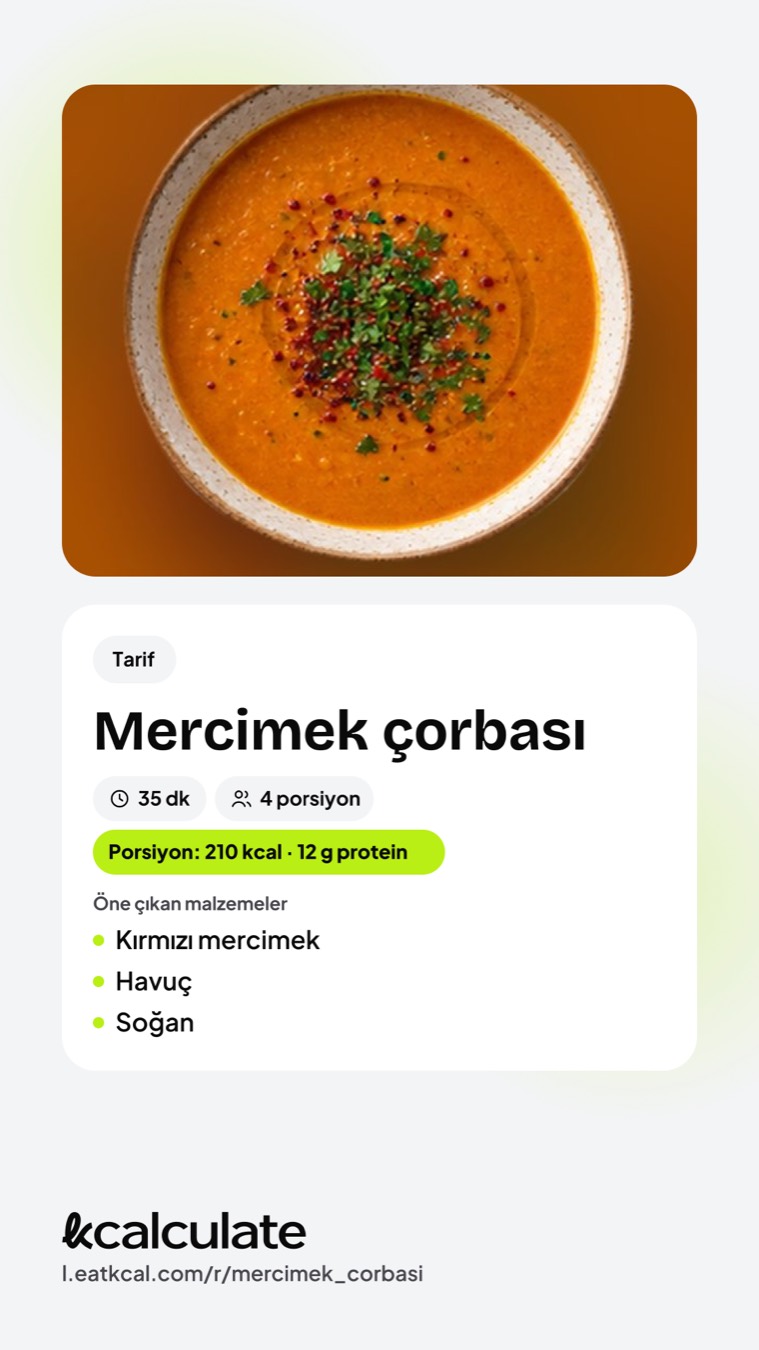 Tarif
Mercimek çorbası
35 dk 4 porsiyon
Porsiyon: 210 kcal · 12 g protein
Öne çıkan malzemeler
Kırmızı mercimek
Havuç
Soğan
kcalculate
l.eatkcal.com/r/mercimek_corbasi